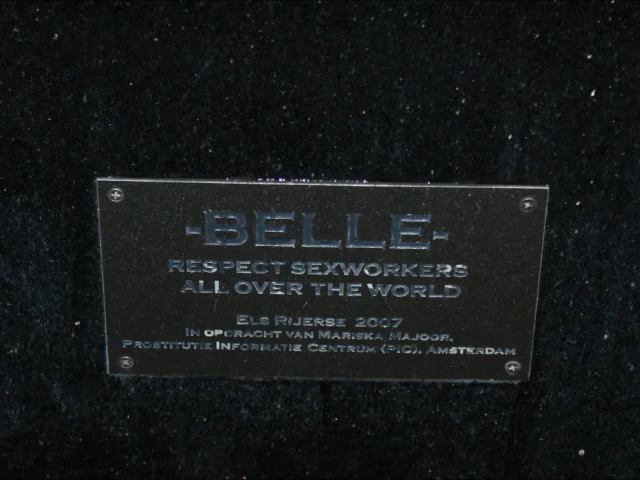 -BELLE-
RESPECT SEXWORKERS
ALL OVER THE WORLD
ELS RIJERSE 2007
IN OPDRACHT VAN MARISKA MAJOOR,
PROSTITUTIE INFORMATIE CENTRUM (PIC), AMSTERDAM